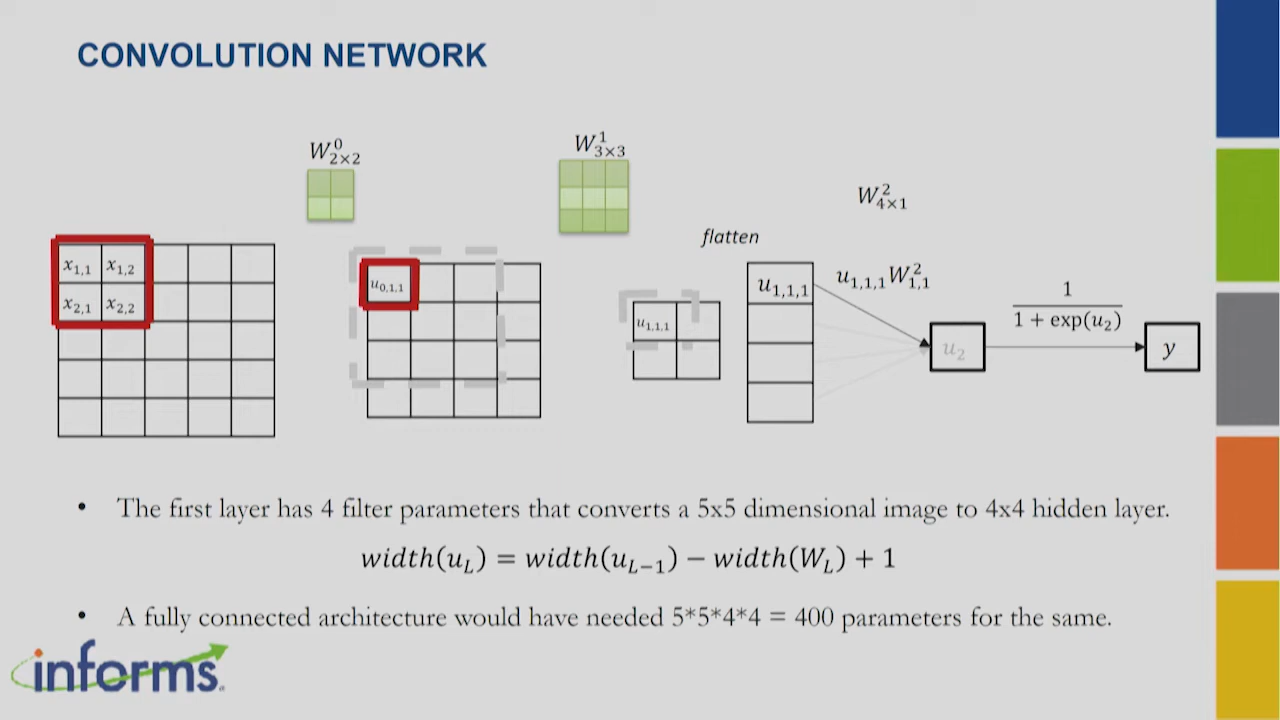 CONVOLUTION NETWORK
W^0_{2×2}
W^1_{3×3}
W^2_{4×1}
flatten
x_{1,1} x_{1,2}
x_{2,1} x_{2,2}
u_{0,1,1}
u_{1,1,1}
u_{1,1,1}
u_{1,1,1}W^2_{1,1}
u_2
1
1 + exp(u_2)
y
• The first layer has 4 filter parameters that converts a 5x5 dimensional image to 4x4 hidden layer.
width(u_L) = width(u_{L−1}) − width(W_L) + 1
• A fully connected architecture would have needed 5*5*4*4 = 400 parameters for the same.
informs